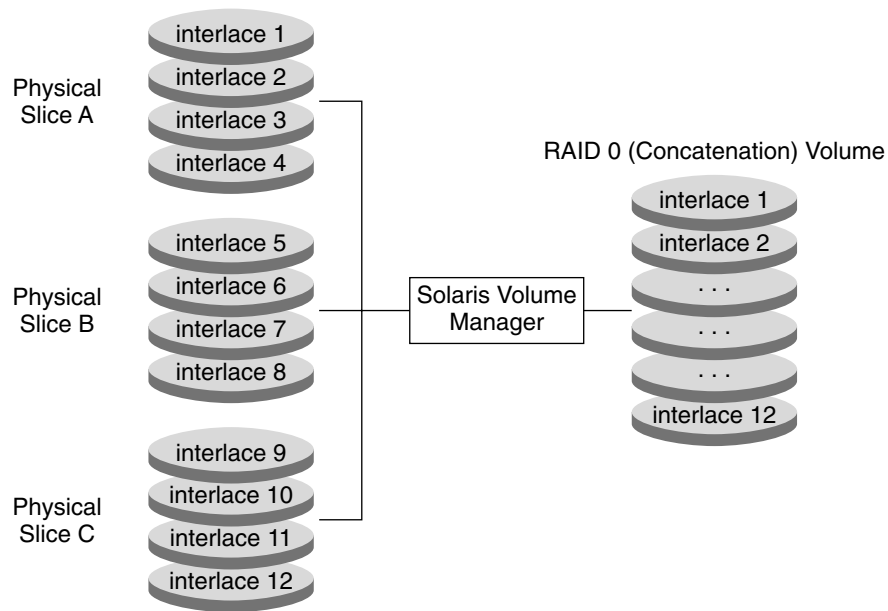 interlace 1
interlace 2
interlace 3
interlace 4
Physical
Slice A
interlace 5
interlace 6
interlace 7
interlace 8
Physical
Slice B
interlace 9
interlace 10
interlace 11
interlace 12
Physical
Slice C
Solaris Volume
Manager
RAID 0 (Concatenation) Volume
interlace 1
interlace 2
. . .
. . .
. . .
interlace 12